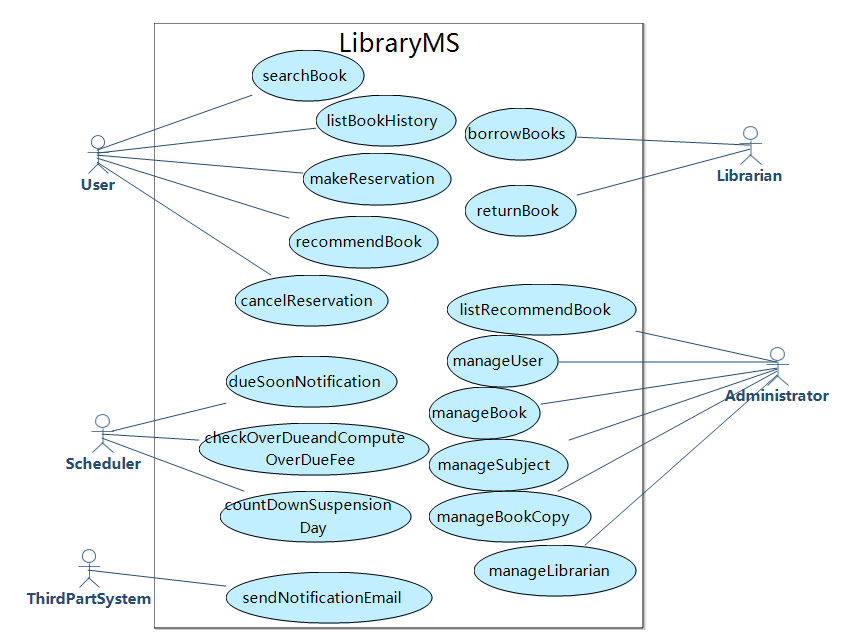 LibraryMS
searchBook
listBookHistory
borrowBooks
makeReservation
User
Librarian
returnBook
recommendBook
cancelReservation
listRecommendBook
manageUser
dueSoonNotification
Administrator
manageBook
checkOverDueandCompute
OverDueFee
Scheduler
manageSubject
countDownSuspension
Day
manageBookCopy
manageLibrarian
ThirdPartSystem
sendNotificationEmail